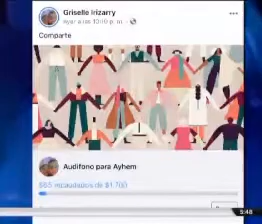 Griselle Irizarry
Comparte
Audífono para Ayhem
recaudados de $1,700
5:48